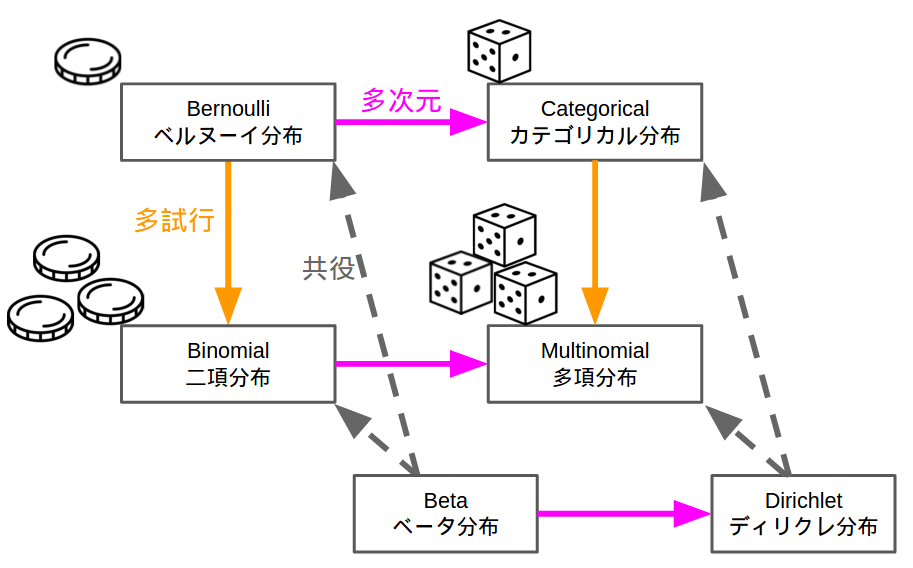 Bernoulli
ベルヌーイ分布
多次元
Categorical
カテゴリカル分布
多試行
共役
Binomial
二項分布
Multinomial
多項分布
Beta
ベータ分布
Dirichlet
ディリクレ分布